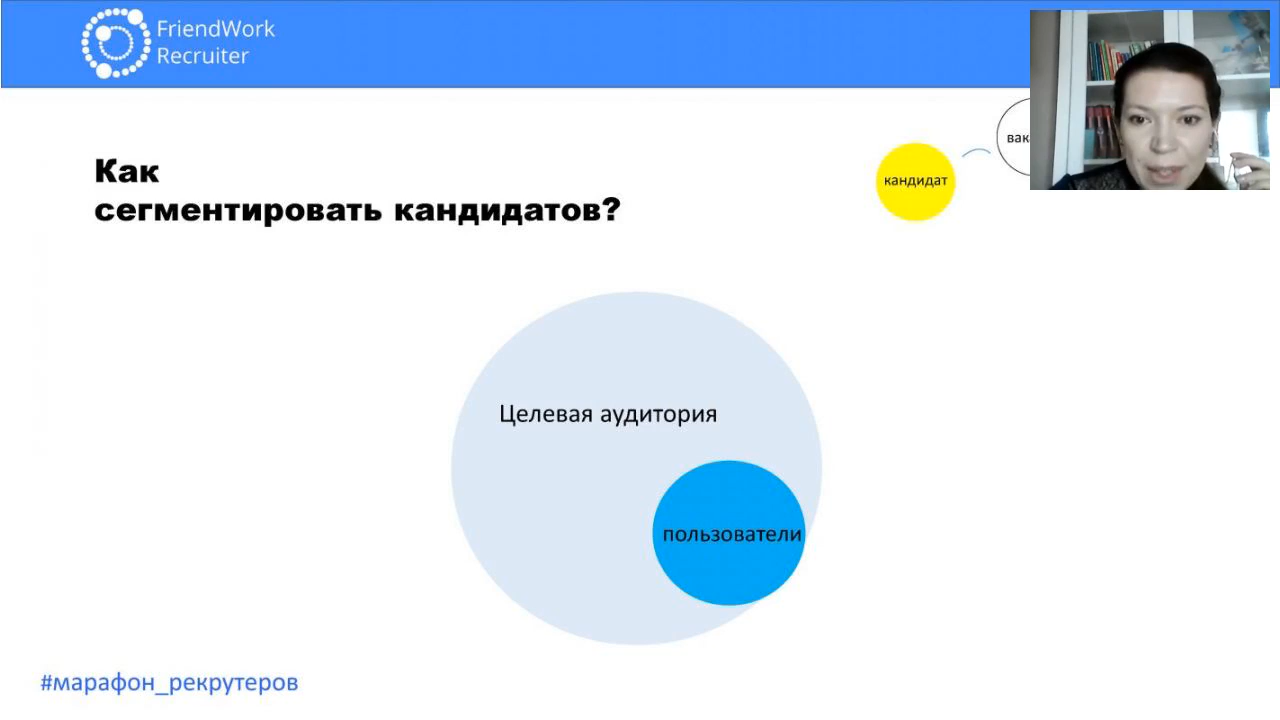 FriendWork
Recruiter
Как
сегментировать кандидатов?
кандидат
Целевая аудитория
пользователи
#марафон_рекрутеров